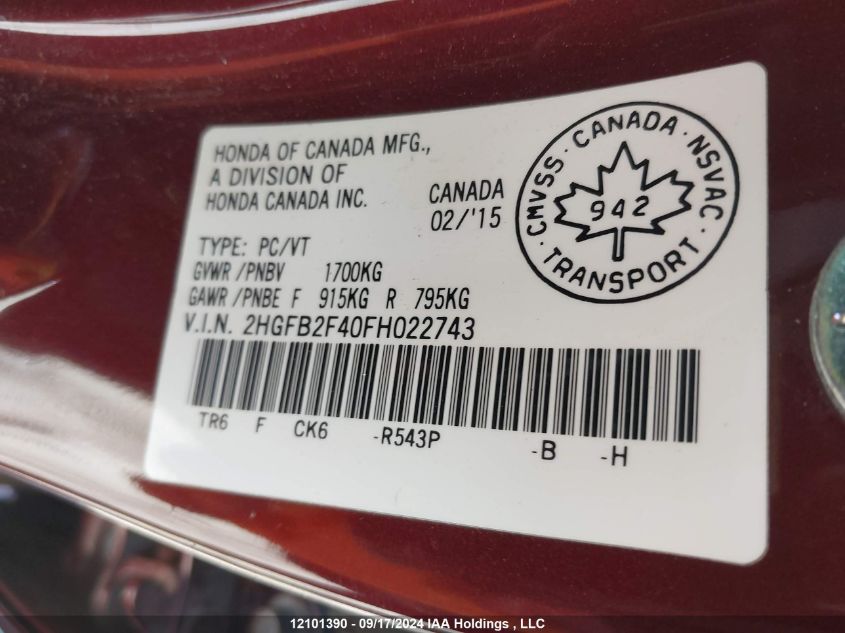 HONDA OF CANADA MFG.,
A DIVISION OF
HONDA CANADA INC.
CANADA
02/'15
CMVSS · CANADA · NSVAC · TRANSPORT ·
942
TYPE: PC/VT
GVWR/PNBV 1700KG
GAWR/PNBE F 915KG R 795KG
V.I.N. 2HGFB2F40FH022743
TR6 F CK6 -R543P -B -H
12101390 - 09/17/2024 IAA Holdings , LLC